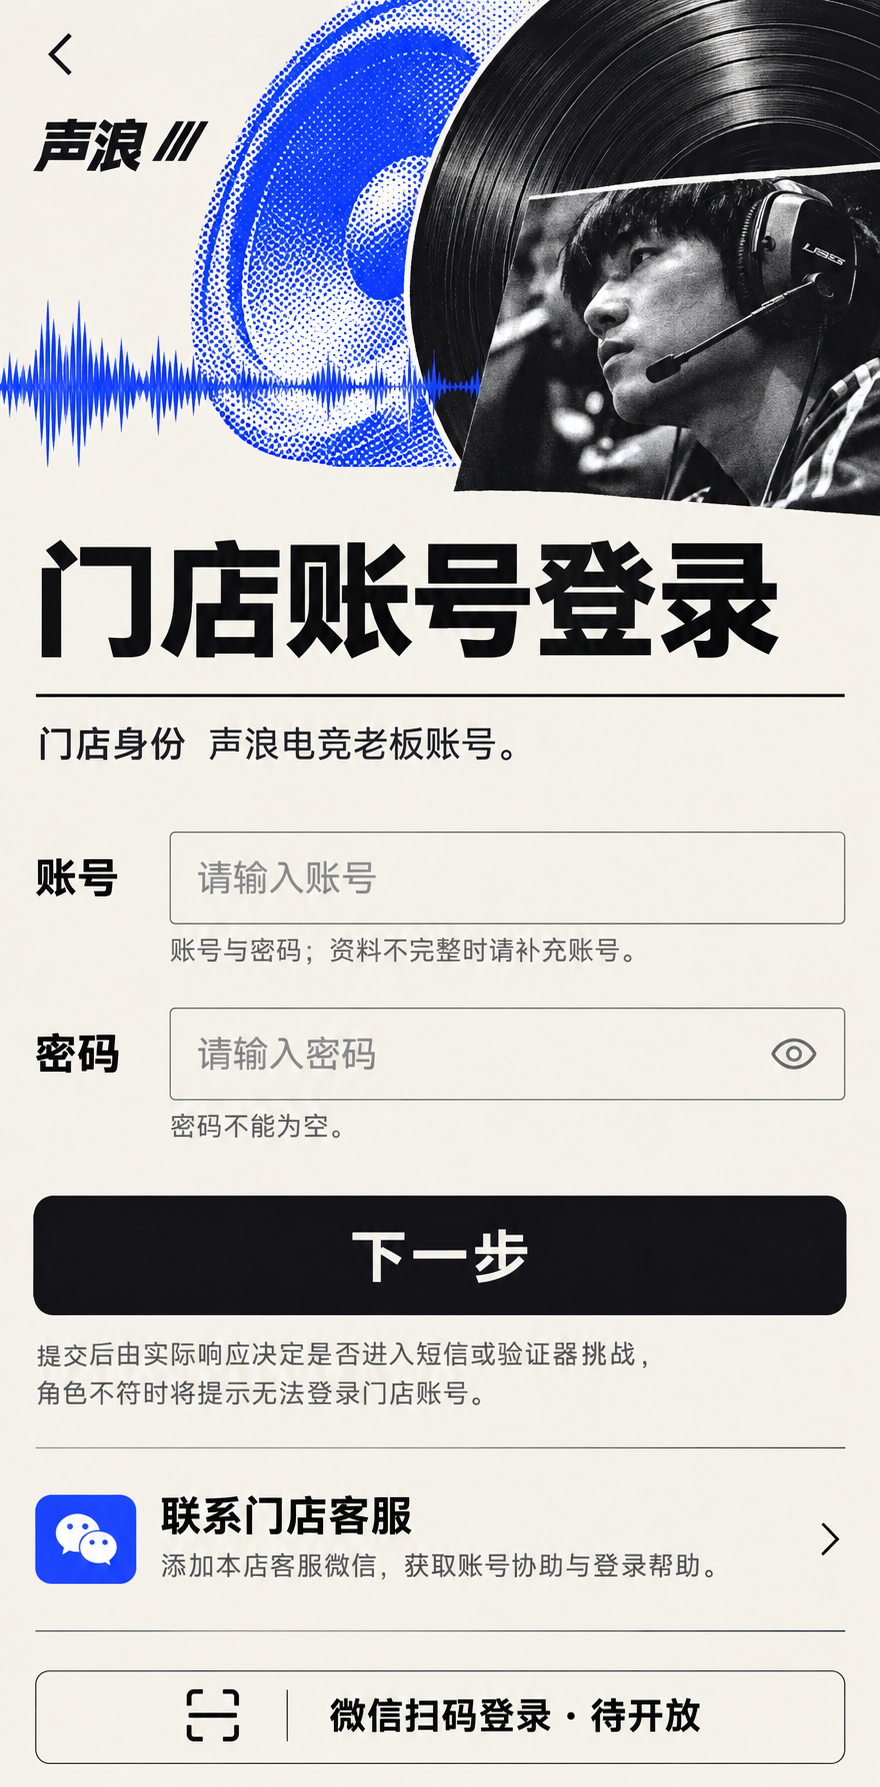 声浪
门店账号登录
门店身份 声浪电竞老板账号。
账号
请输入账号
账号与密码；资料不完整时请补充账号。
密码
请输入密码
密码不能为空。
下一步
提交后由实际响应决定是否进入短信或验证器挑战，
角色不符时将提示无法登录门店账号。
联系门店客服
添加本店客服微信，获取账号协助与登录帮助。
微信扫码登录·待开放